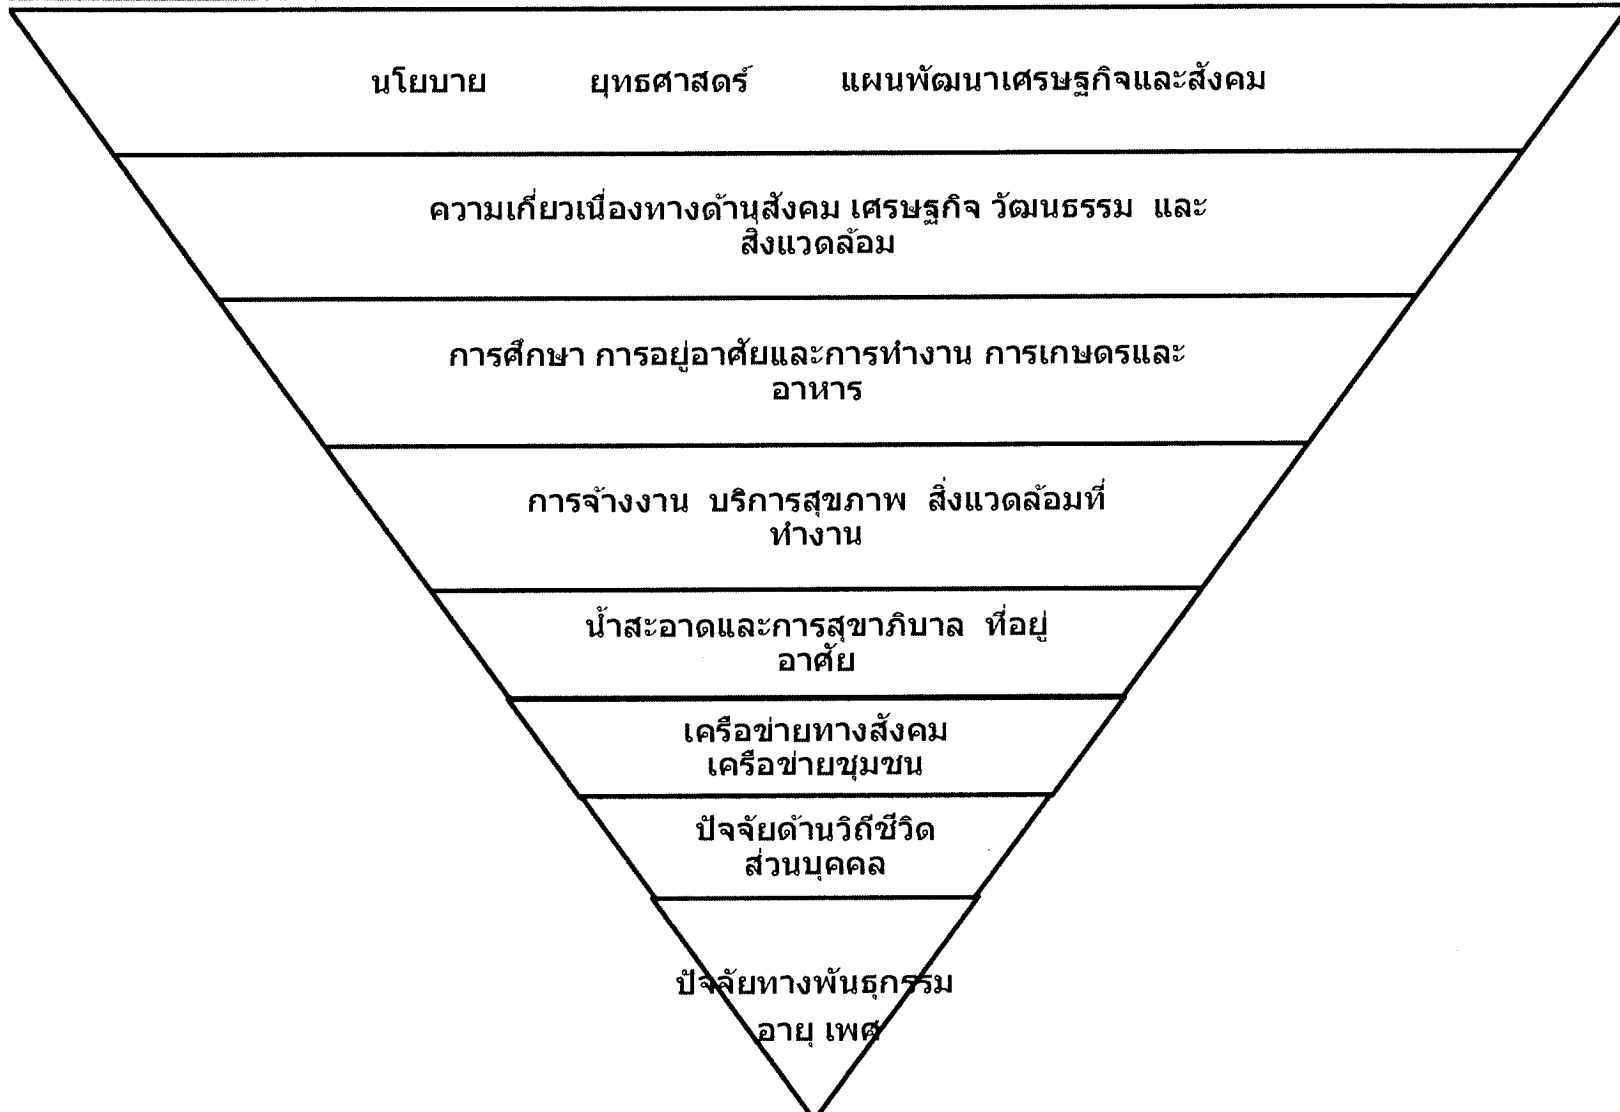 นโยบาย ยุทธศาสตร์ แผนพัฒนาเศรษฐกิจและสังคม
ความเกี่ยวเนื่องทางด้านสังคม เศรษฐกิจ วัฒนธรรม และ
สิ่งแวดล้อม
การศึกษา การอยู่อาศัยและการทำงาน การเกษตรและ
อาหาร
การจ้างงาน บริการสุขภาพ สิ่งแวดล้อมที่
ทำงาน
น้ำสะอาดและการสุขาภิบาล ที่อยู่
อาศัย
เครือข่ายทางสังคม
เครือข่ายชุมชน
ปัจจัยด้านวิถีชีวิต
ส่วนบุคคล
ปัจจัยทางพันธุกรรม
อายุ เพศ